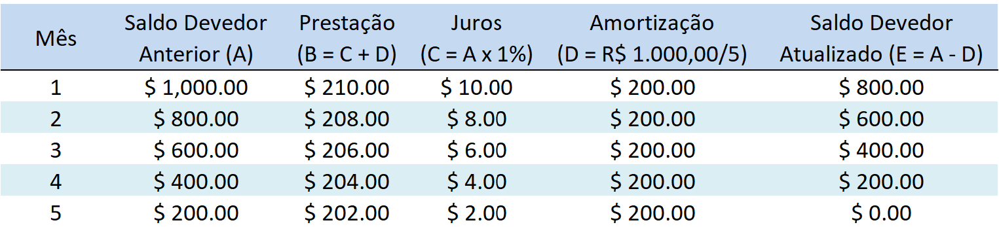 Mês Saldo Devedor Anterior (A) Prestação (B = C + D) Juros (C = A x 1%) Amortização (D = R$ 1.000,00/5) Saldo Devedor Atualizado (E = A - D)
1 $ 1,000.00 $ 210.00 $ 10.00 $ 200.00 $ 800.00
2 $ 800.00 $ 208.00 $ 8.00 $ 200.00 $ 600.00
3 $ 600.00 $ 206.00 $ 6.00 $ 200.00 $ 400.00
4 $ 400.00 $ 204.00 $ 4.00 $ 200.00 $ 200.00
5 $ 200.00 $ 202.00 $ 2.00 $ 200.00 $ 0.00